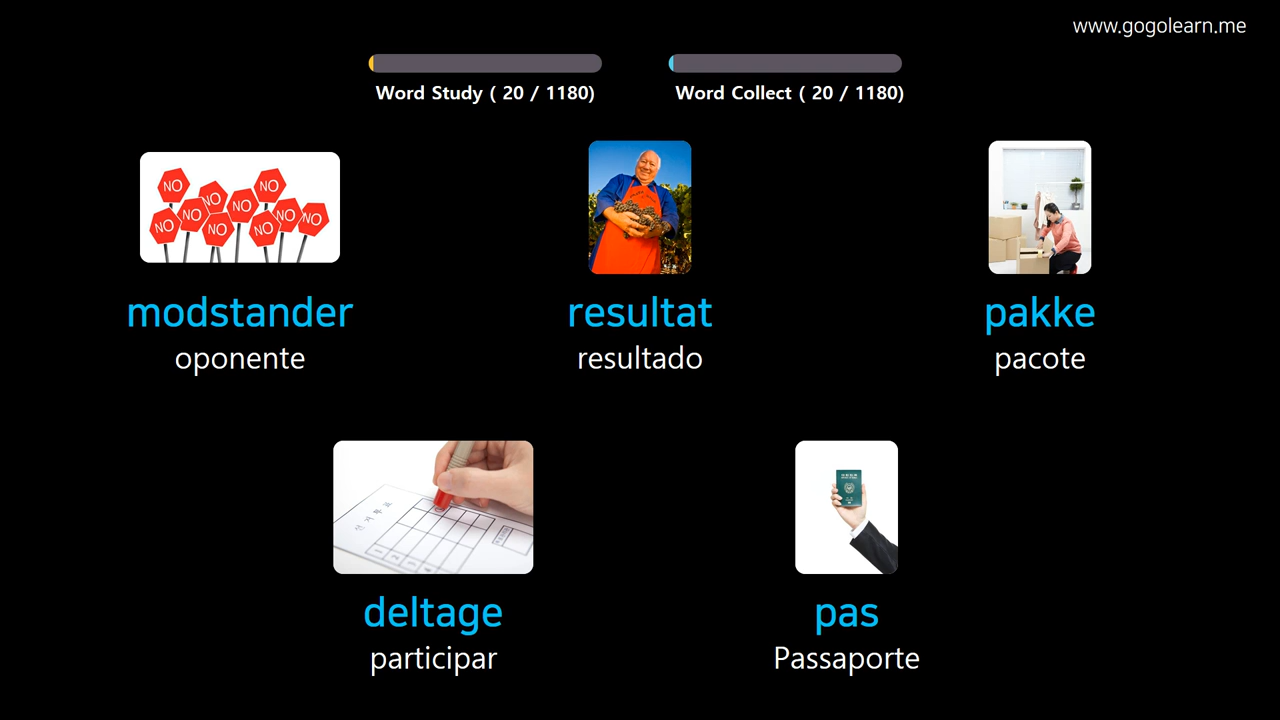 www.gogolearn.me
Word Study ( 20 / 1180)
Word Collect ( 20 / 1180)
NO
NO
NO
NO
NO
NO
NO
NO
NO
NO
modstander
resultat
pakke
oponente
resultado
pacote
deltage
pas
participar
Passaporte